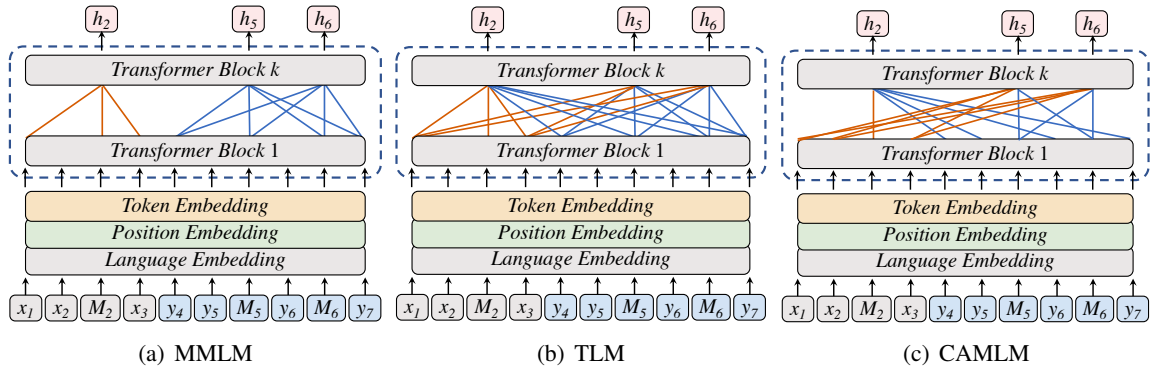 h2 h5 h6
Transformer Block k
Transformer Block 1
Token Embedding
Position Embedding
Language Embedding
x1 x2 M2 x3 y4 y5 M5 y6 M6 y7
(a) MMLM
h2 h5 h6
Transformer Block k
Transformer Block 1
Token Embedding
Position Embedding
Language Embedding
x1 x2 M2 x3 y4 y5 M5 y6 M6 y7
(b) TLM
h2 h5 h6
Transformer Block k
Transformer Block 1
Token Embedding
Position Embedding
Language Embedding
x1 x2 M2 x3 y4 y5 M5 y6 M6 y7
(c) CAMLM